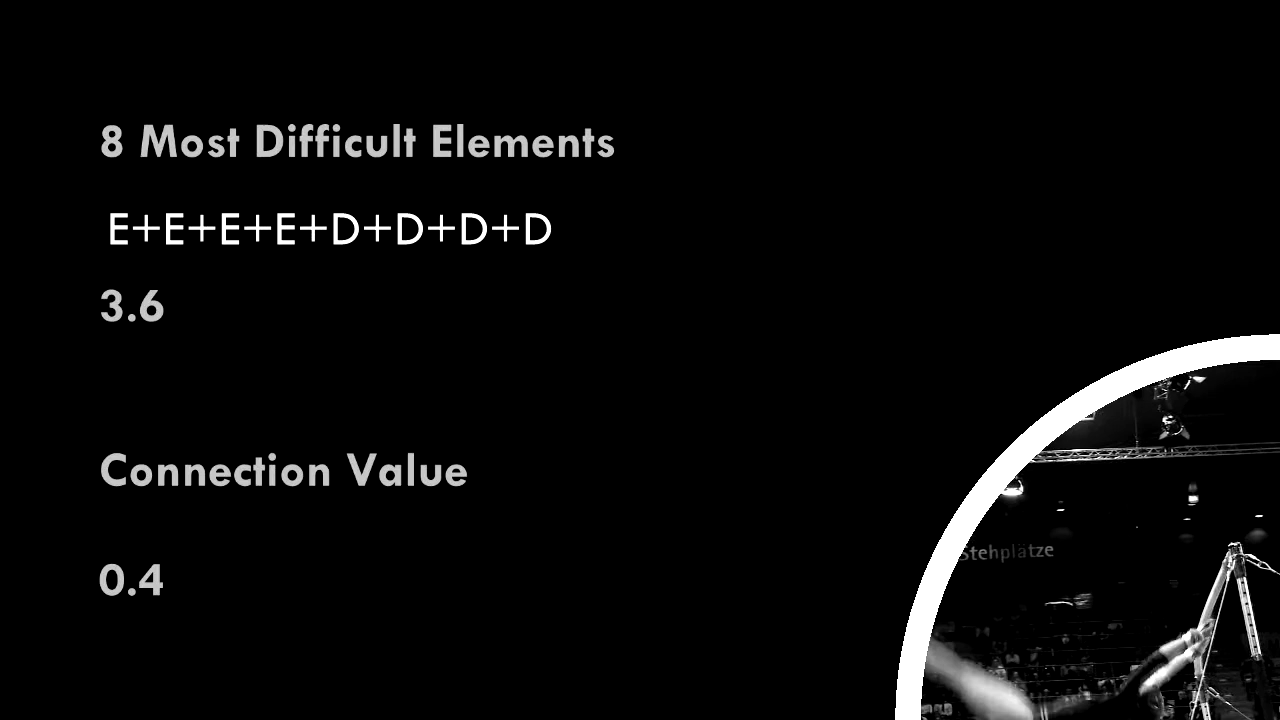 8 Most Difficult Elements
E+E+E+E+D+D+D+D
3.6
Connection Value
0.4
Stehplätze